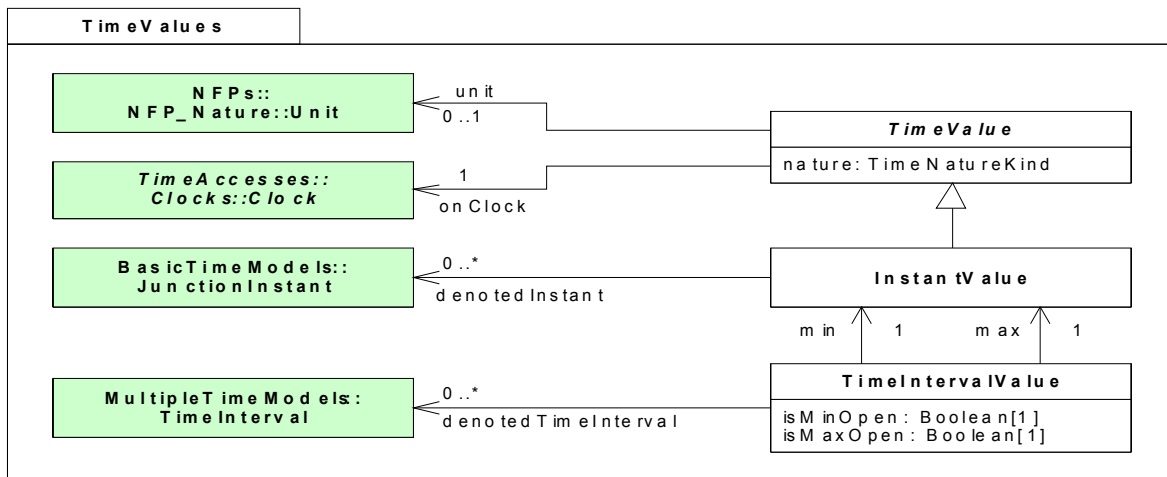 TimeValues
NFPs::
NFP_Nature::Unit
unit
0..1
TimeValue
nature: TimeNatureKind
TimeAccesses::
Clocks::Clock
1
onClock
BasicTimeModels::
JunctionInstant
0..*
denotedInstant
InstantValue
min
1
max
1
MultipleTimeModels::
TimeInterval
0..*
denotedTimeInterval
TimeIntervalValue
isMinOpen: Boolean[1]
isMaxOpen: Boolean[1]